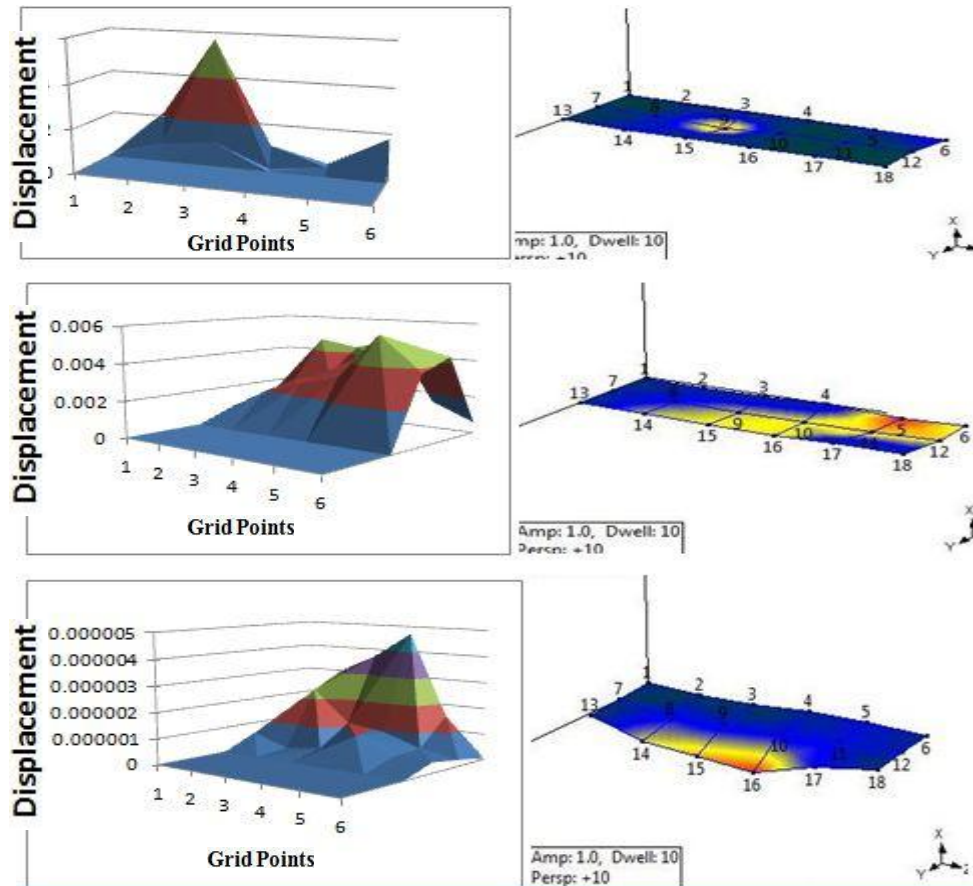 Displacement
1 2 3 4 5 6
Grid Points
1 2 3 4 5 6
7
13 14 15 16 17 18
10
12
Amp: 1.0, Dwell: 10
X
Y
Displacement
0.006
0.004
0.002
0
1 2 3 4 5 6
Grid Points
1 2 3 4 5 6
7 9 10 12
13 14 15 16 17 18
Amp: 1.0, Dwell: 10
Persp: +10
X
Y
Displacement
0.000005
0.000004
0.000003
0.000002
0.000001
0
1 2 3 4 5 6
Grid Points
1 2 3 4 5 6
7 8 9 10 11 12
13 14 15 16 17 18
Amp: 1.0, Dwell: 10
Persp: +10
X
Y Z